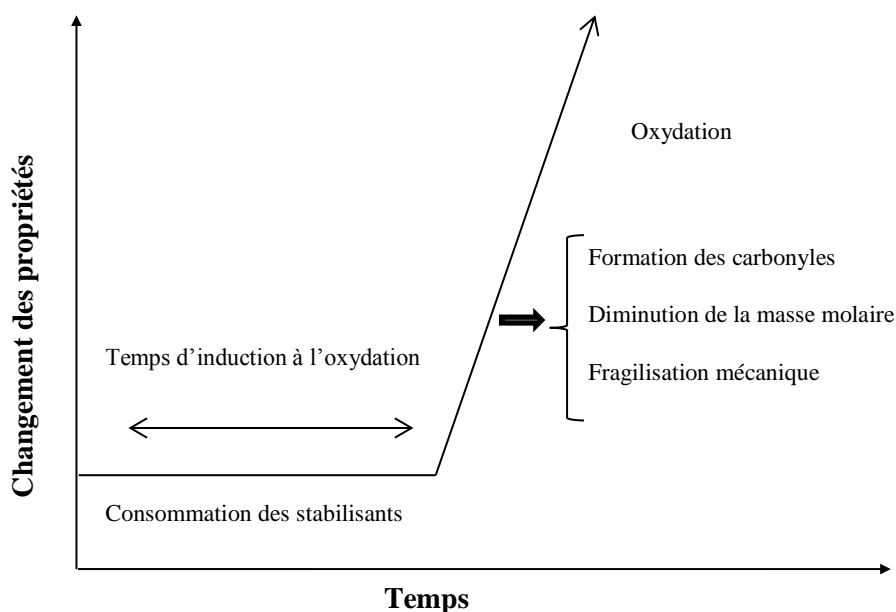 Changement des propriétés
Oxydation
Formation des carbonyles
Diminution de la masse molaire
Temps d’induction à l’oxydation
Fragilisation mécanique
Consommation des stabilisants
Temps